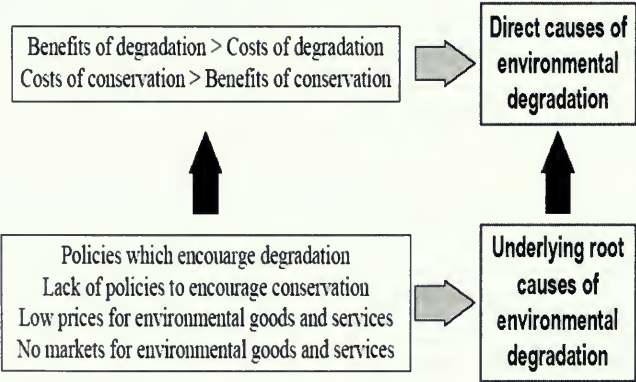 Benefits of degradation > Costs of degradation
Costs of conservation > Benefits of conservation
Direct causes of
environmental
degradation
Policies which encouarge degradation
Lack of policies to encourage conservation
Low prices for environmental goods and services
No markets for environmental goods and services
Underlying root
causes of
environmental
degradation